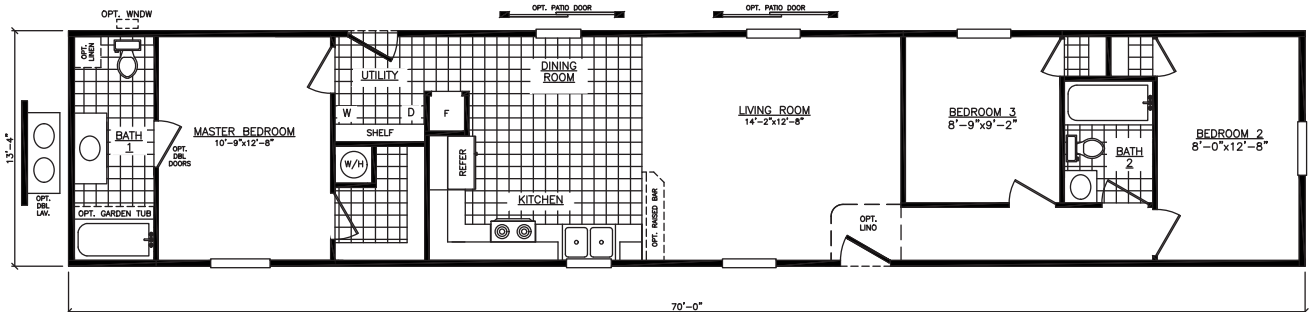 OPT. WNDW
OPT. PATIO DOOR
OPT. PATIO DOOR
OPT.
LINEN
UTILITY
DINING
ROOM
W D
F
SHELF
LIVING ROOM
14'-2"x12'-8"
BEDROOM 3
8'-9"x9'-2"
BEDROOM 2
8'-0"x12'-8"
BATH
1
MASTER BEDROOM
10'-9"x12'-8"
OPT.
DBL
DOORS
W/H
REFER
BATH
2
13'-4"
OPT.
DBL
LAV.
OPT. GARDEN TUB
KITCHEN
OPT. RAISED BAR
OPT.
LINO
70'-0"